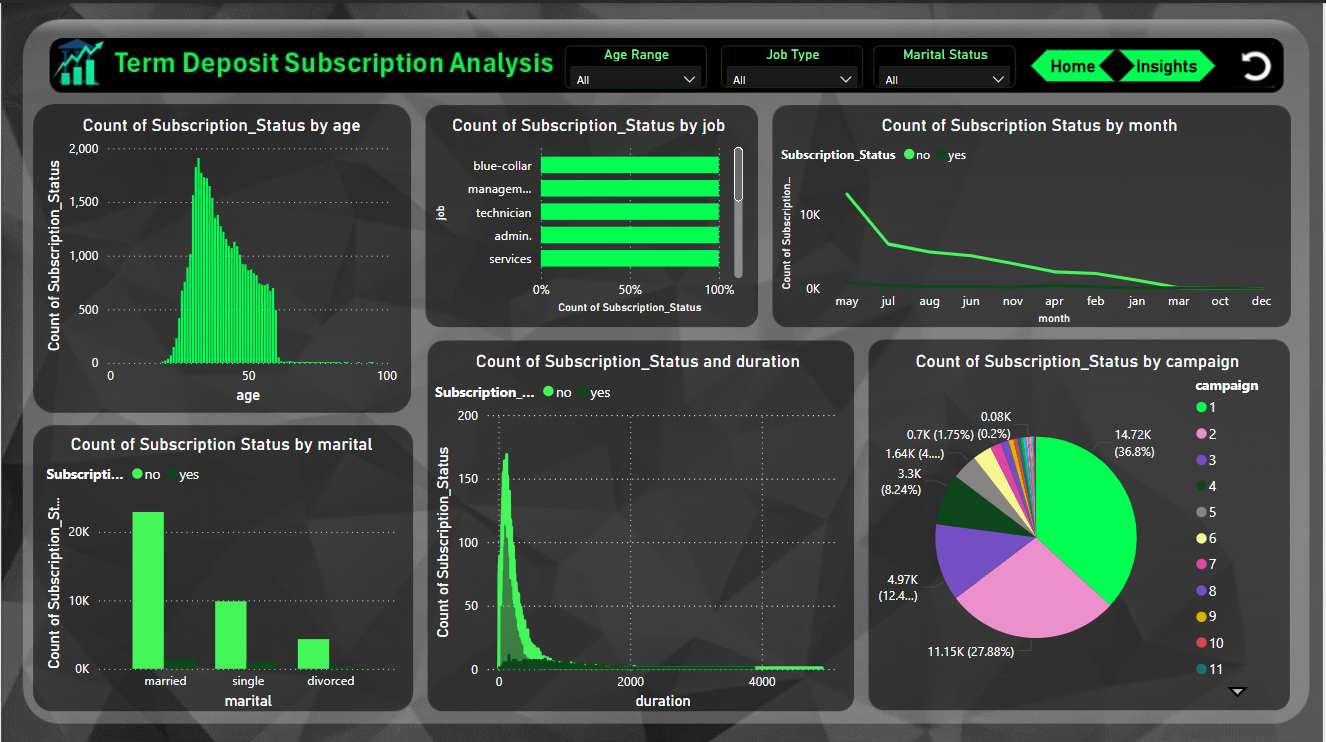 Term Deposit Subscription Analysis
Age Range
All
Job Type
All
Marital Status
All
Home
Insights
Count of Subscription_Status by age
Count of Subscription_Status
2,000
1,500
1,000
500
0
0 50 100
age
Count of Subscription_Status by job
job
blue-collar
managem...
technician
admin.
services
0% 50% 100%
Count of Subscription_Status
Count of Subscription Status by month
Subscription_Status no yes
Count of Subscription...
10K
0K
may jul aug jun nov apr feb jan mar oct dec
month
Count of Subscription Status by marital
Subscripti... no yes
Count of Subscription_St...
20K
10K
0K
married single divorced
marital
Count of Subscription_Status and duration
Subscription_... no yes
Count of Subscription_Status
200
150
100
50
0
0 2000 4000
duration
Count of Subscription_Status by campaign
14.72K
(36.8%)
11.15K (27.88%)
4.97K
(12.4...)
3.3K
(8.24%)
1.64K (4....)
0.7K (1.75%)
0.08K
(0.2%)
campaign
1
2
3
4
5
6
7
8
9
10
11